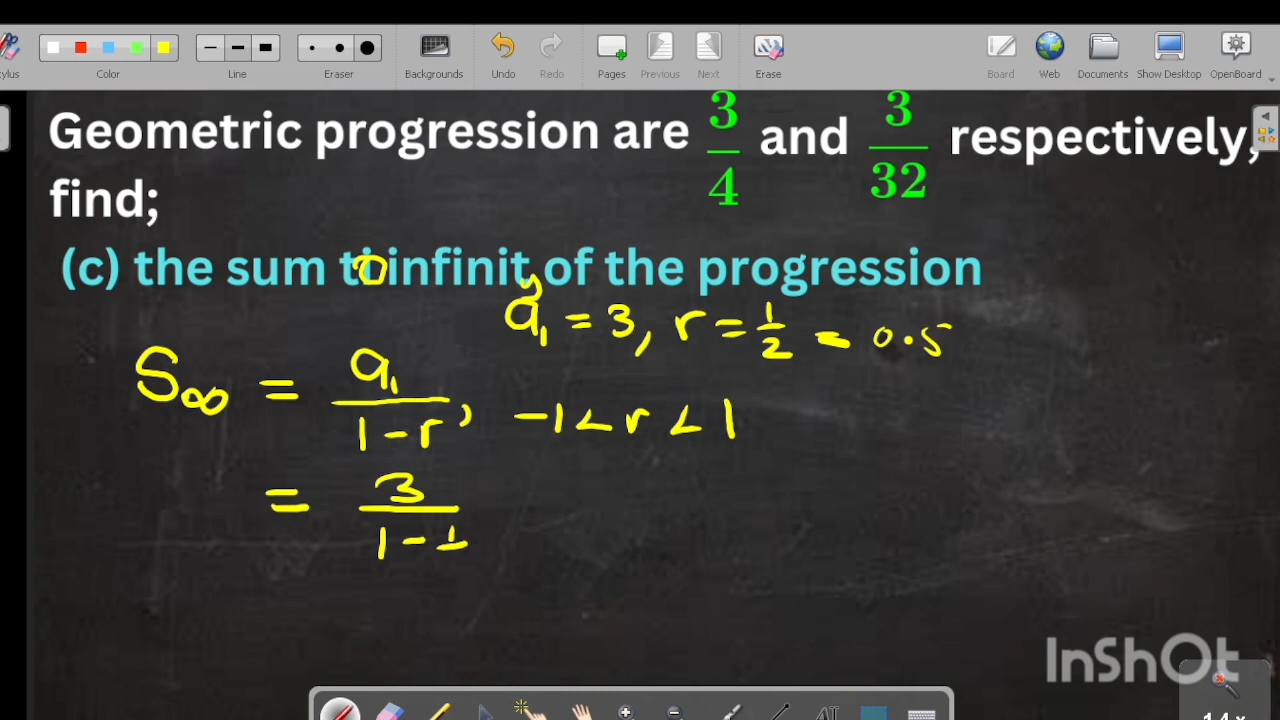 Color
Line
Eraser
Backgrounds
Undo
Redo
Pages
Previous
Next
Erase
Board
Web
Documents
Show Desktop
OpenBoard
Geometric progression are 3/4 and 3/32 respectively,
find;
(c) the sum to infinity of the progression
a₁ = 3, r = 1/2 = 0.5
S∞ = a₁/(1-r), -1 < r < 1
= 3/(1-1
InShOt